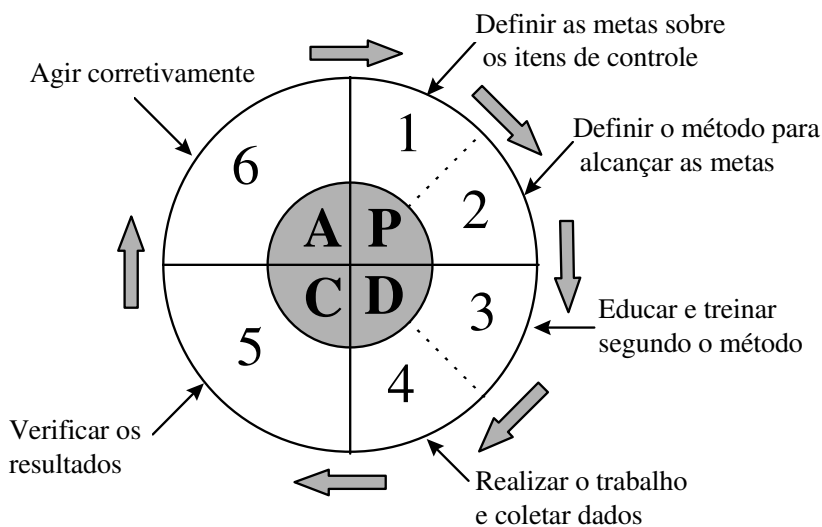 Definir as metas sobre
os itens de controle
Agir corretivamente
Definir o método para
alcançar as metas
1
6
2
A P
C D
3
5
4
Educar e treinar
segundo o método
Verificar os
resultados
Realizar o trabalho
e coletar dados